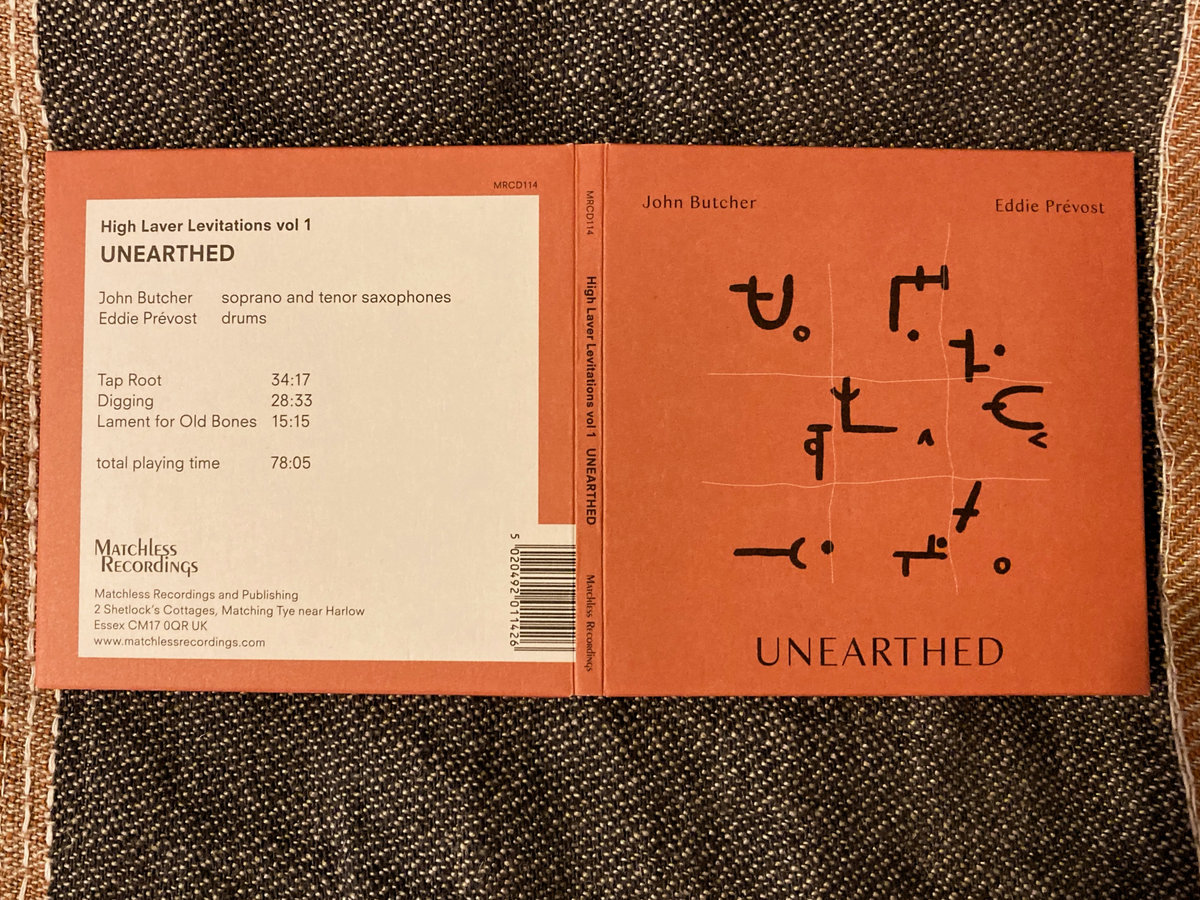 MRCD114
High Laver Levitations vol 1
UNEARTHED
John Butcher soprano and tenor saxophones
Eddie Prévost drums
Tap Root 34:17
Digging 28:33
Lament for Old Bones 15:15
total playing time 78:05
Matchless
Recordings
Matchless Recordings and Publishing
2 Shetlock's Cottages, Matching Tye near Harlow
Essex CM17 0QR UK
www.matchlessrecordings.com
5 020492 011426
MRCD114 High Laver Levitations vol 1 UNEARTHED Matchless Recordings
John Butcher
Eddie Prévost
UNEARTHED